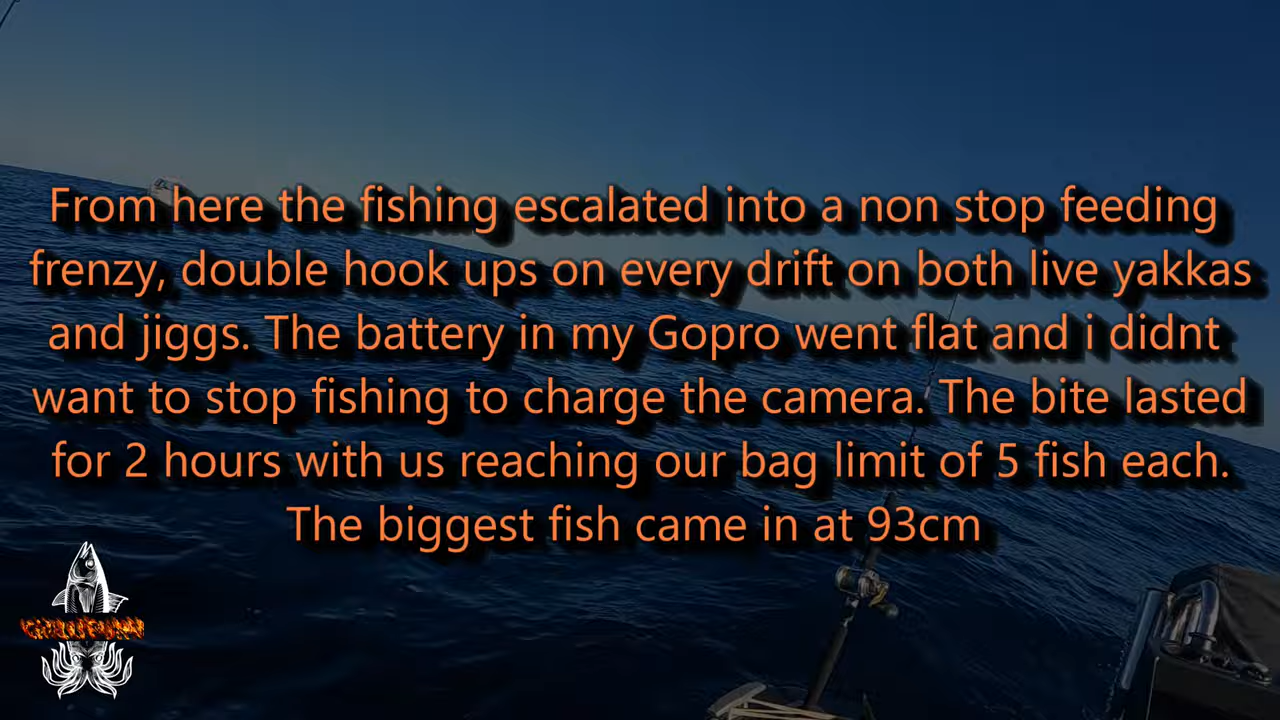 From here the fishing escalated into a non stop feeding
frenzy, double hook ups on every drift on both live yakkas
and jiggs. The battery in my Gopro went flat and i didnt
want to stop fishing to charge the camera. The bite lasted
for 2 hours with us reaching our bag limit of 5 fish each.
The biggest fish came in at 93cm